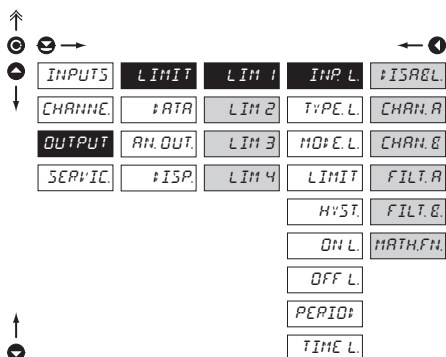 INPUTS LIMIT LIM 1 INP. L. DISABL.
CHANNE. DATA LIM 2 TYPE. L. CHAN. A
OUTPUT AN. OUT. LIM 3 MODE. L. CHAN. B
SERVIC. DISP. LIM 4 LIMIT FILT. A
HYST. FILT. B.
ON L. MATH.FN.
OFF L.
PERIOD
TIME L.